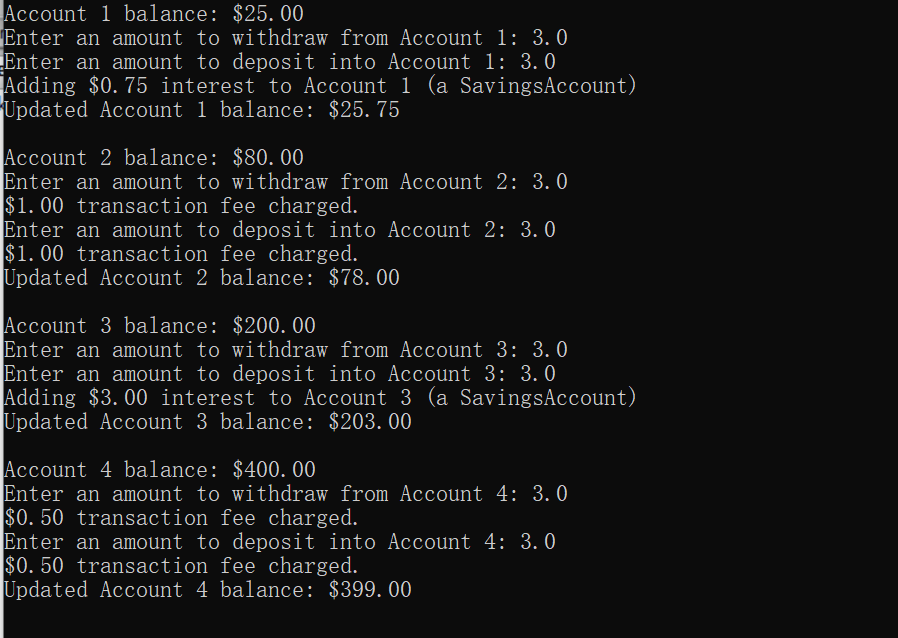 Account 1 balance: $25.00
Enter an amount to withdraw from Account 1: 3.0
Enter an amount to deposit into Account 1: 3.0
Adding $0.75 interest to Account 1 (a SavingsAccount)
Updated Account 1 balance: $25.75
Account 2 balance: $80.00
Enter an amount to withdraw from Account 2: 3.0
$1.00 transaction fee charged.
Enter an amount to deposit into Account 2: 3.0
$1.00 transaction fee charged.
Updated Account 2 balance: $78.00
Account 3 balance: $200.00
Enter an amount to withdraw from Account 3: 3.0
Enter an amount to deposit into Account 3: 3.0
Adding $3.00 interest to Account 3 (a SavingsAccount)
Updated Account 3 balance: $203.00
Account 4 balance: $400.00
Enter an amount to withdraw from Account 4: 3.0
$0.50 transaction fee charged.
Enter an amount to deposit into Account 4: 3.0
$0.50 transaction fee charged.
Updated Account 4 balance: $399.00